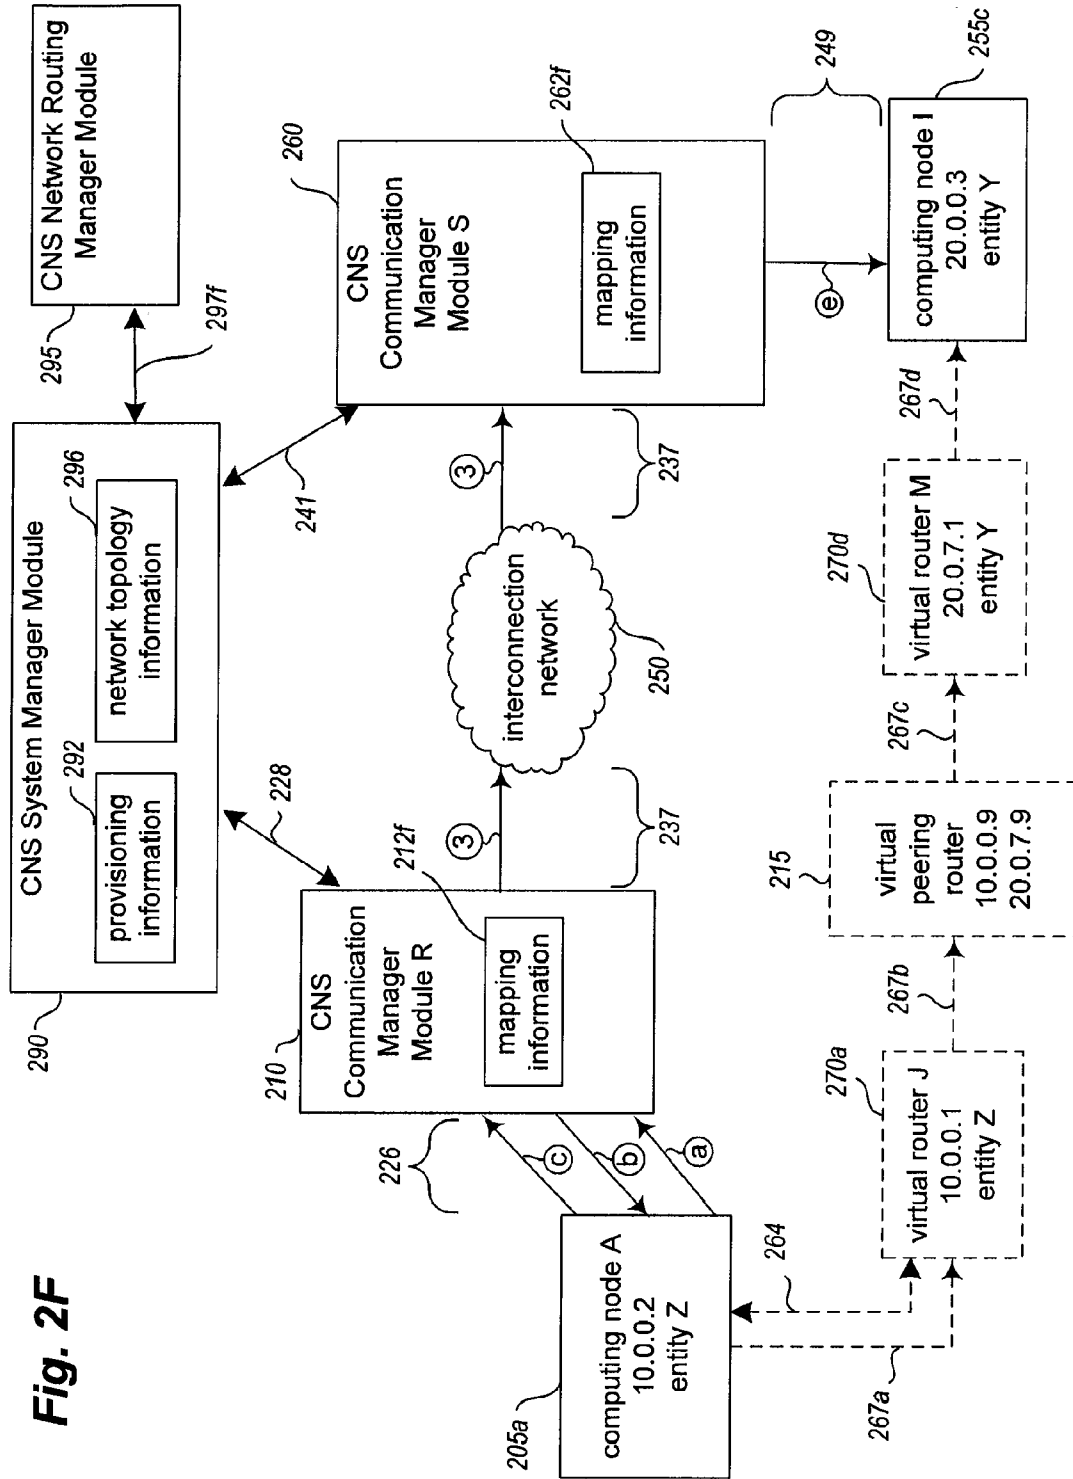 Fig. 2F
290
CNS System Manager Module
292
provisioning
information
296
network topology
information
295
CNS Network Routing
Manager Module
297f
228
241
210
CNS
Communication
Manager
Module R
212f
mapping
information
260
CNS
Communication
Manager
Module S
262f
mapping
information
226
c
b
a
3
237
interconnection
network
250
3
237
e
249
205a
computing node A
10.0.0.2
entity Z
255c
computing node I
20.0.0.3
entity Y
264
267a
270a
virtual router J
10.0.0.1
entity Z
267b
215
virtual
peering
router
10.0.0.9
20.0.7.9
267c
270d
virtual router M
20.0.7.1
entity Y
267d